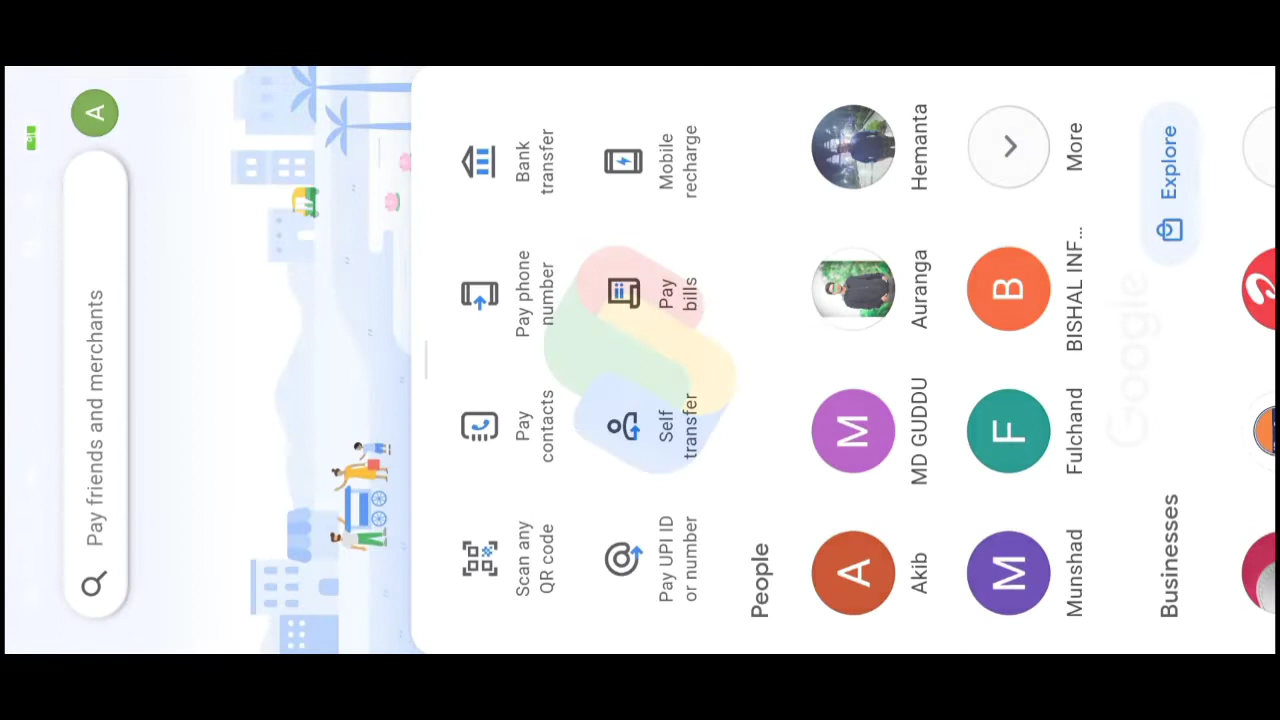 Pay friends and merchants
A
Scan any
QR code
Pay
contacts
Pay phone
number
Bank
transfer
Pay UPI ID
or number
Self
transfer
Pay
bills
Mobile
recharge
People
A
M
Akib
MD GUDDU
Auranga
Hemanta
M
F
B
Munshad
Fulchand
BISHAL INF...
More
Businesses
Explore
Google